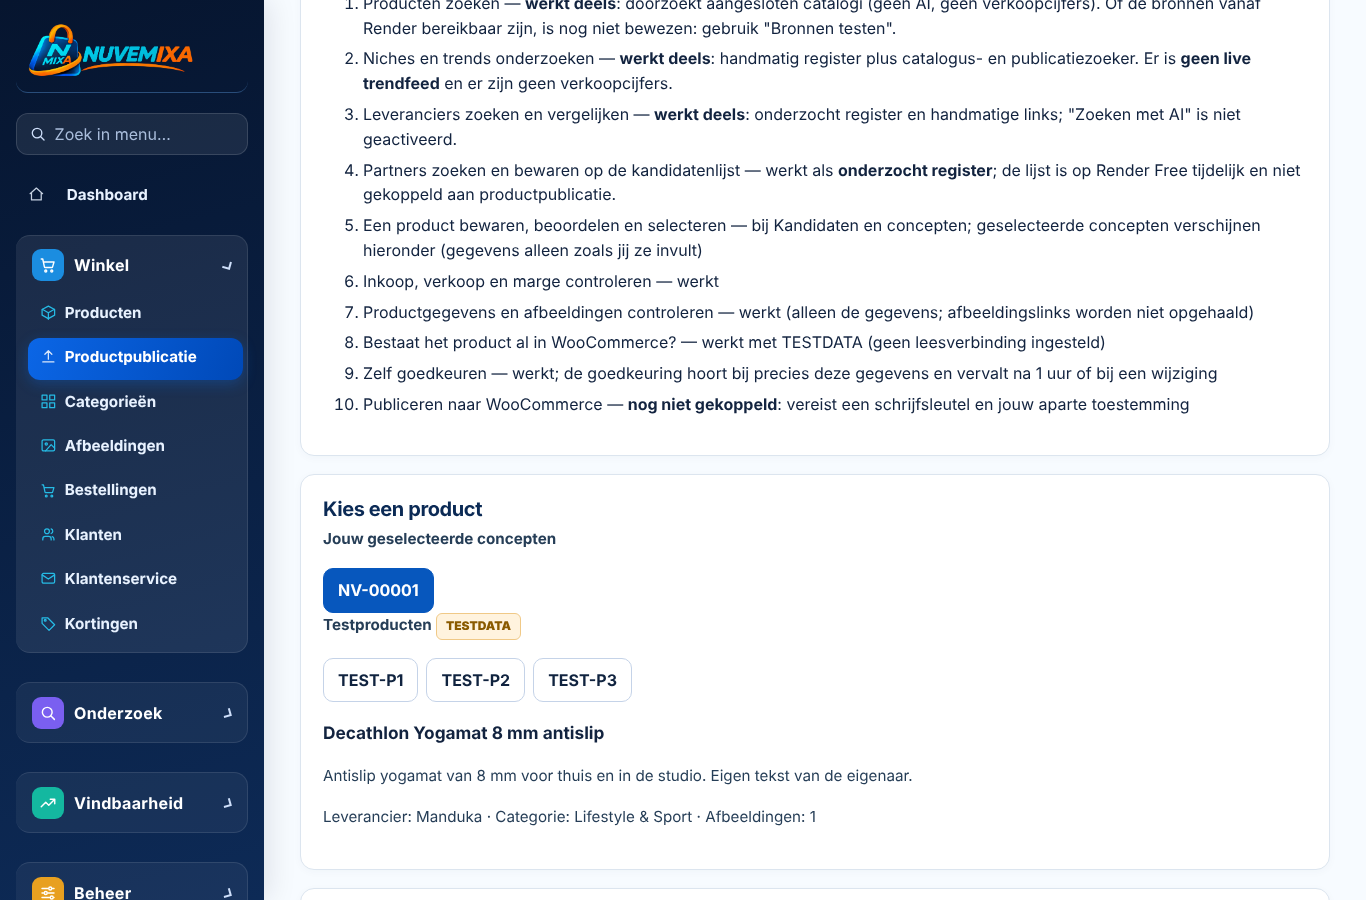 NUVEMIXA
N
MIXA
Zoek in menu...
Dashboard
Winkel
Producten
Productpublicatie
Categorieën
Afbeeldingen
Bestellingen
Klanten
Klantenservice
Kortingen
Onderzoek
Vindbaarheid
Beheer
1. Producten zoeken — werkt deels: doorzoekt aangesloten catalogi (geen AI, geen verkoopcijfers). Of de bronnen vanaf
Render bereikbaar zijn, is nog niet bewezen: gebruik "Bronnen testen".
2. Niches en trends onderzoeken — werkt deels: handmatig register plus catalogus- en publicatiezoeker. Er is geen live
trendfeed en er zijn geen verkoopcijfers.
3. Leveranciers zoeken en vergelijken — werkt deels: onderzocht register en handmatige links; "Zoeken met AI" is niet
geactiveerd.
4. Partners zoeken en bewaren op de kandidatenlijst — werkt als onderzocht register; de lijst is op Render Free tijdelijk en niet
gekoppeld aan productpublicatie.
5. Een product bewaren, beoordelen en selecteren — bij Kandidaten en concepten; geselecteerde concepten verschijnen
hieronder (gegevens alleen zoals jij ze invult)
6. Inkoop, verkoop en marge controleren — werkt
7. Productgegevens en afbeeldingen controleren — werkt (alleen de gegevens; afbeeldingslinks worden niet opgehaald)
8. Bestaat het product al in WooCommerce? — werkt met TESTDATA (geen leesverbinding ingesteld)
9. Zelf goedkeuren — werkt; de goedkeuring hoort bij precies deze gegevens en vervalt na 1 uur of bij een wijziging
10. Publiceren naar WooCommerce — nog niet gekoppeld: vereist een schrijfsleutel en jouw aparte toestemming
Kies een product
Jouw geselecteerde concepten
NV-00001
Testproducten TESTDATA
TEST-P1 TEST-P2 TEST-P3
Decathlon Yogamat 8 mm antislip
Antislip yogamat van 8 mm voor thuis en in de studio. Eigen tekst van de eigenaar.
Leverancier: Manduka · Categorie: Lifestyle & Sport · Afbeeldingen: 1